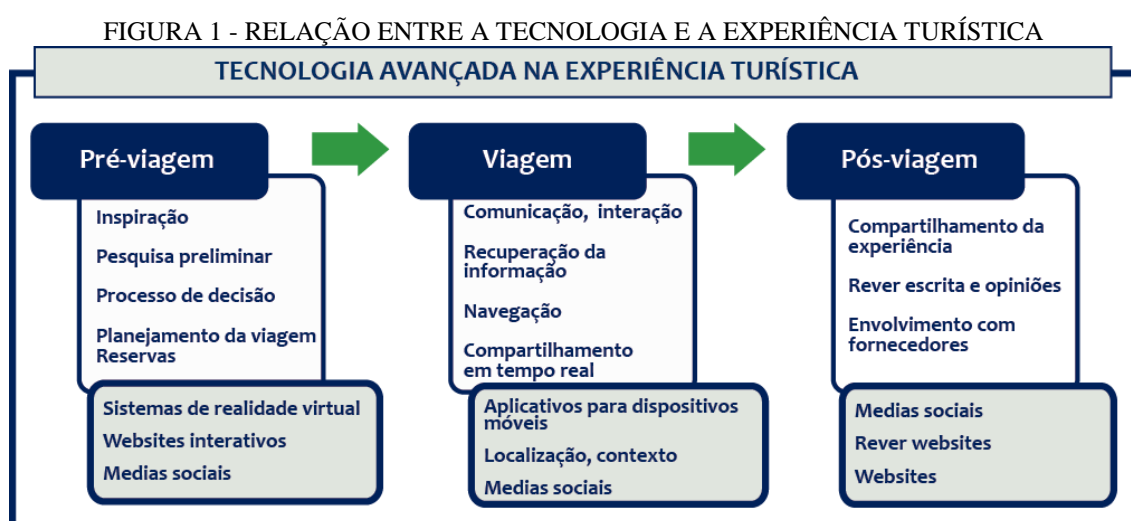 FIGURA 1 - RELAÇÃO ENTRE A TECNOLOGIA E A EXPERIÊNCIA TURÍSTICA
TECNOLOGIA AVANÇADA NA EXPERIÊNCIA TURÍSTICA
Pré-viagem
Inspiração
Pesquisa preliminar
Processo de decisão
Planejamento da viagem
Reservas
Sistemas de realidade virtual
Websites interativos
Medias sociais
Viagem
Comunicação, interação
Recuperação da
informação
Navegação
Compartilhamento
em tempo real
Aplicativos para dispositivos
móveis
Localização, contexto
Medias sociais
Pós-viagem
Compartilhamento da
experiência
Rever escrita e opiniões
Envolvimento com
fornecedores
Medias sociais
Rever websites
Websites